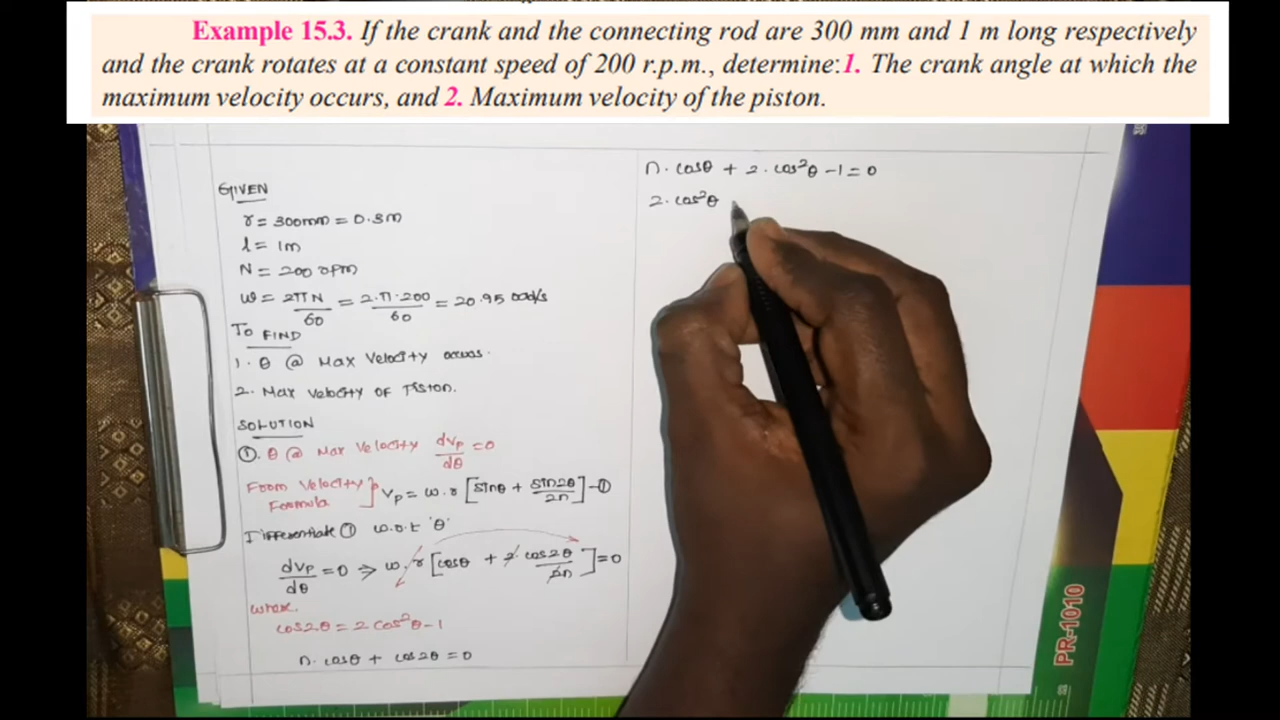 Example 15.3. If the crank and the connecting rod are 300 mm and 1 m long respectively
and the crank rotates at a constant speed of 200 r.p.m., determine:1. The crank angle at which the
maximum velocity occurs, and 2. Maximum velocity of the piston.
GIVEN
r = 300mm = 0.3m
l = 1m
N = 200 rpm
ω = 2πN/60 = 2.π.200/60 = 20.95 rad/s
TO FIND
1. θ @ Max Velocity occurs.
2. Max Velocity OF Piston.
SOLUTION
①. θ @ Max Velocity dvp/dθ = 0
From Velocity Formula } Vp = ω.r [sinθ + sin2θ/2n] - ①
Differentiate ① w.r.t 'θ'
dvp/dθ = 0 ⇒ ω.r [cosθ + 2.cos2θ/2n] = 0
where.
cos2θ = 2cos²θ-1
n.cosθ + cos2θ = 0
n.cosθ + 2.cos²θ -1 = 0
2.cos²θ
PR-1010